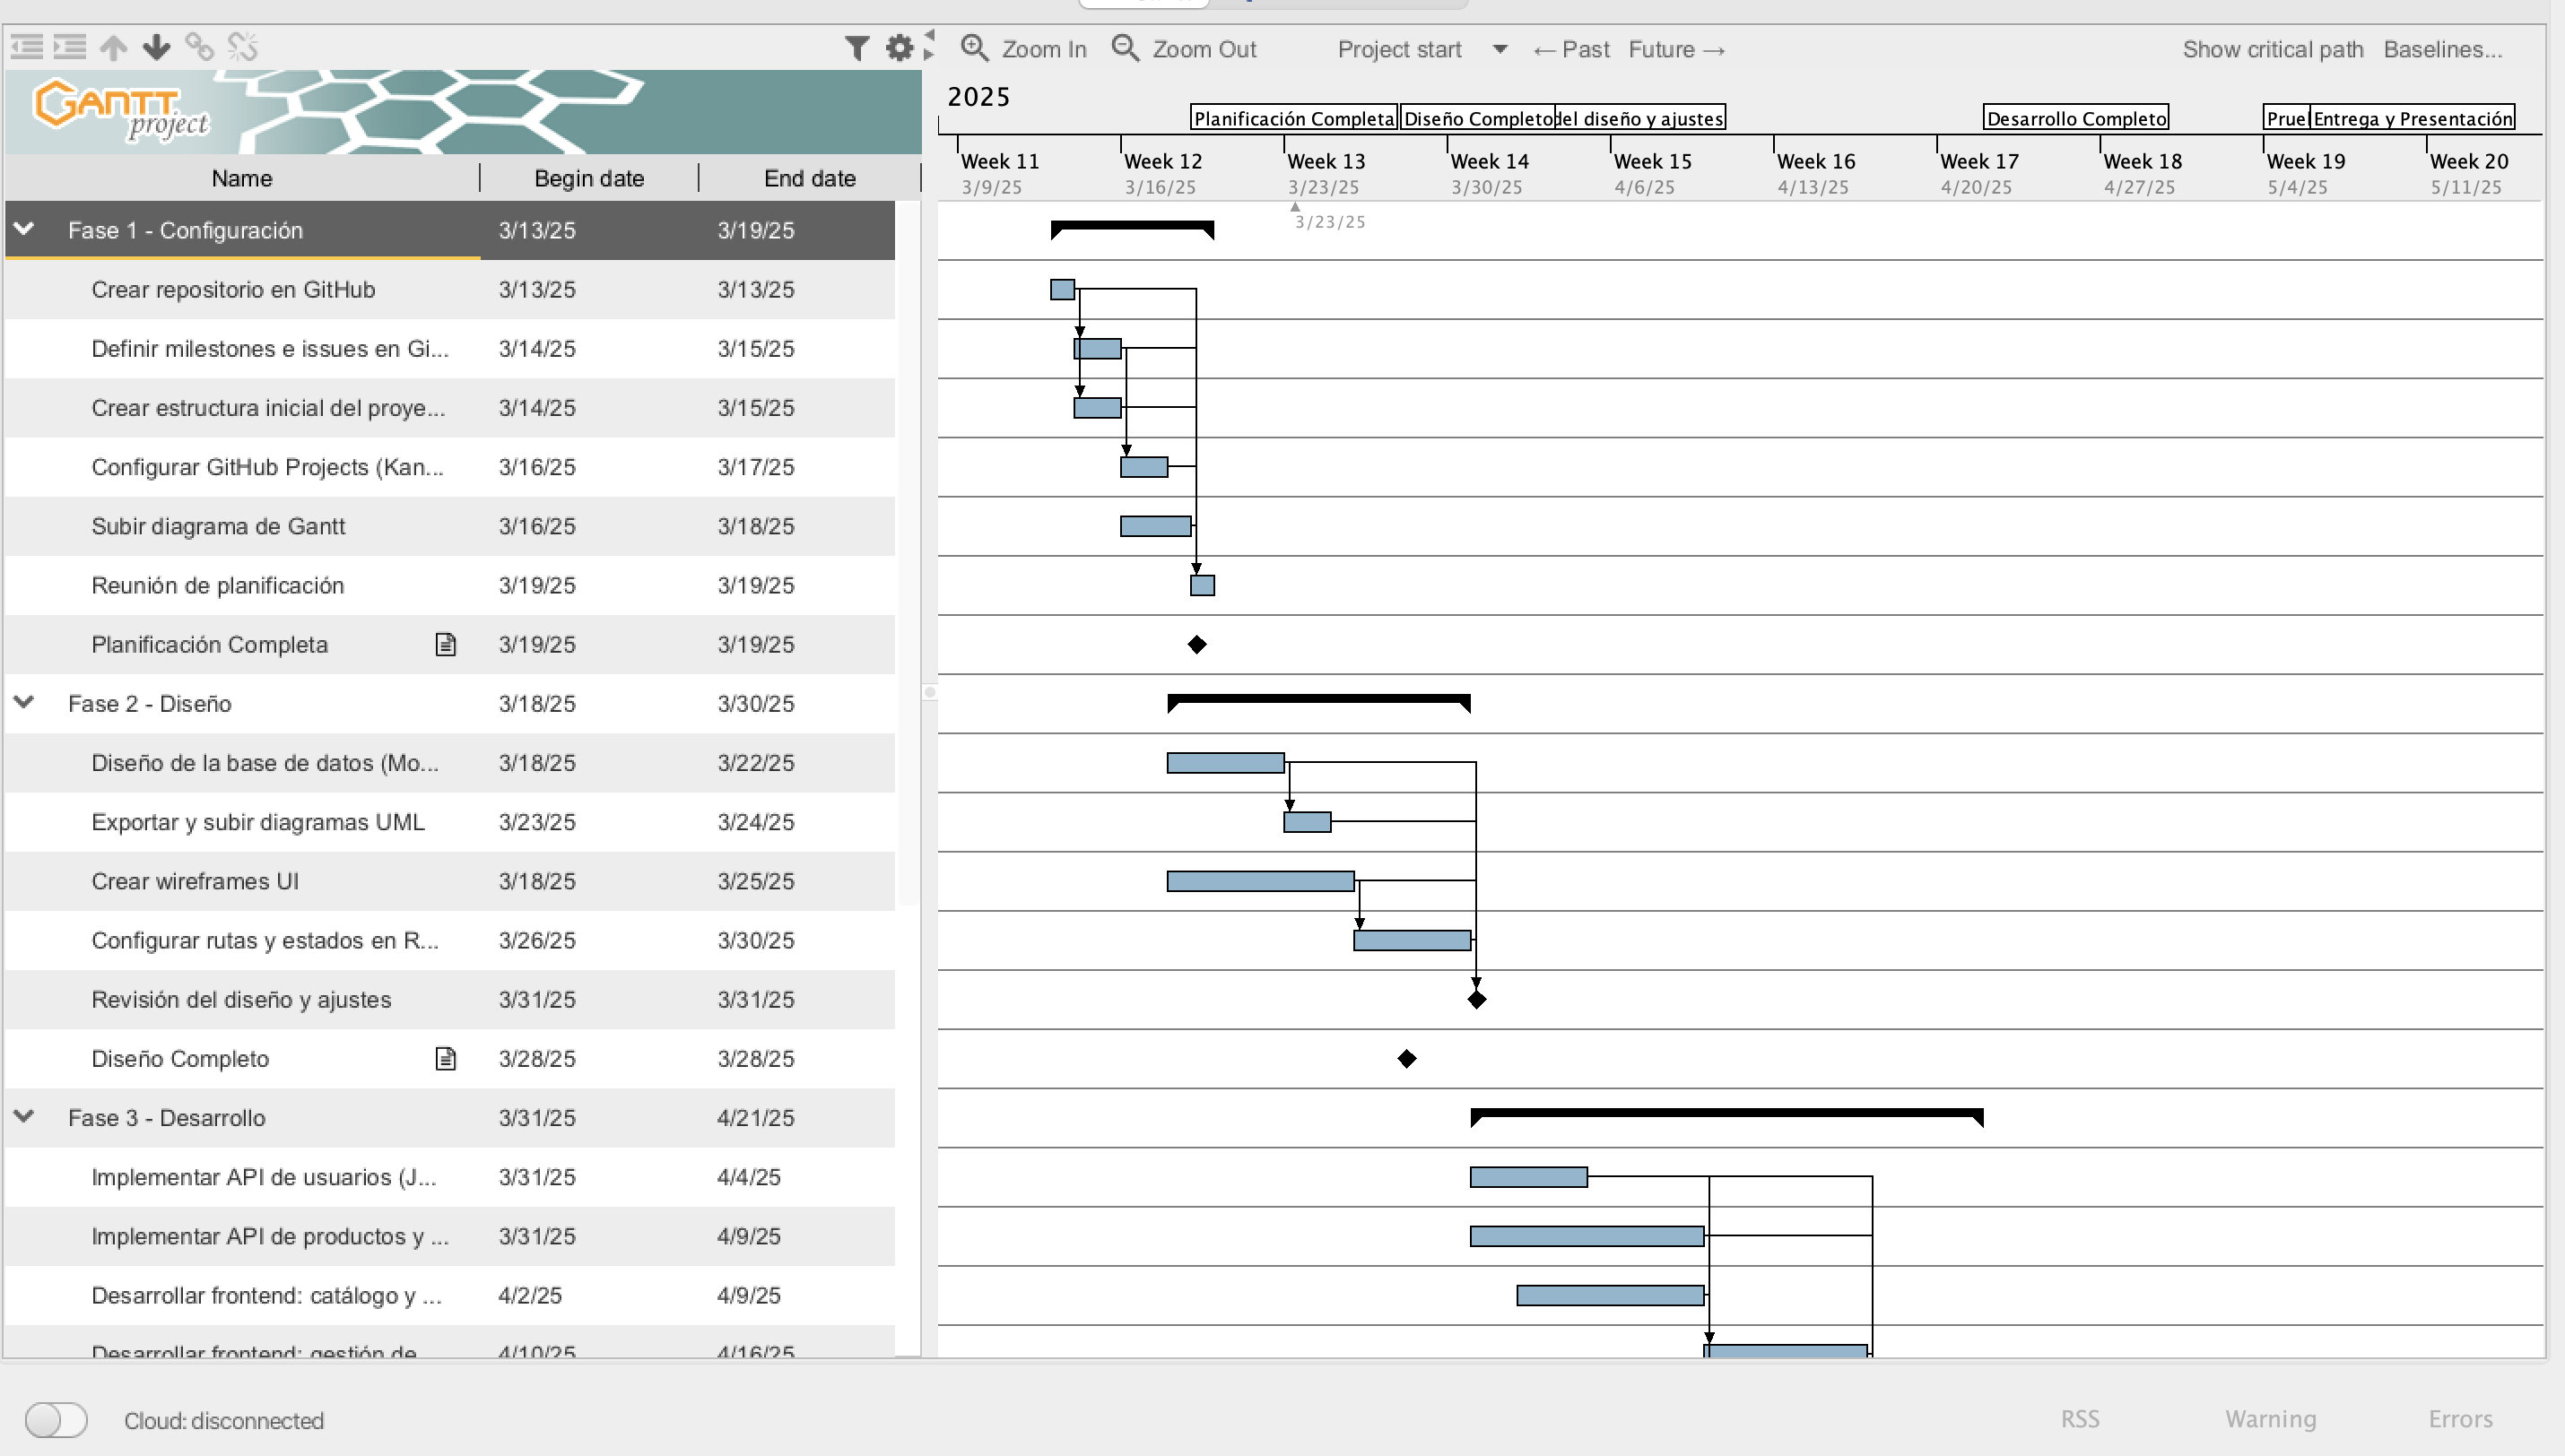 Zoom In Zoom Out Project start ← Past Future → Show critical path Baselines...
GANTT project
2025
Planificación Completa Diseño Completo del diseño y ajustes Desarrollo Completo Entrega y Presentación
Name Begin date End date
Week 11 Week 12 Week 13 Week 14 Week 15 Week 16 Week 17 Week 18 Week 19 Week 20
3/9/25 3/16/25 3/23/25 3/30/25 4/6/25 4/13/25 4/20/25 4/27/25 5/4/25 5/11/25
3/23/25
Fase 1 - Configuración 3/13/25 3/19/25
Crear repositorio en GitHub 3/13/25 3/13/25
Definir milestones e issues en Gi... 3/14/25 3/15/25
Crear estructura inicial del proye... 3/14/25 3/15/25
Configurar GitHub Projects (Kan... 3/16/25 3/17/25
Subir diagrama de Gantt 3/16/25 3/18/25
Reunión de planificación 3/19/25 3/19/25
Planificación Completa 3/19/25 3/19/25
Fase 2 - Diseño 3/18/25 3/30/25
Diseño de la base de datos (Mo... 3/18/25 3/22/25
Exportar y subir diagramas UML 3/23/25 3/24/25
Crear wireframes UI 3/18/25 3/25/25
Configurar rutas y estados en R... 3/26/25 3/30/25
Revisión del diseño y ajustes 3/31/25 3/31/25
Diseño Completo 3/28/25 3/28/25
Fase 3 - Desarrollo 3/31/25 4/21/25
Implementar API de usuarios (J... 3/31/25 4/4/25
Implementar API de productos y ... 3/31/25 4/9/25
Desarrollar frontend: catálogo y ... 4/2/25 4/9/25
Desarrollar frontend: gestión de 4/10/25 4/16/25
Cloud: disconnected RSS Warning Errors